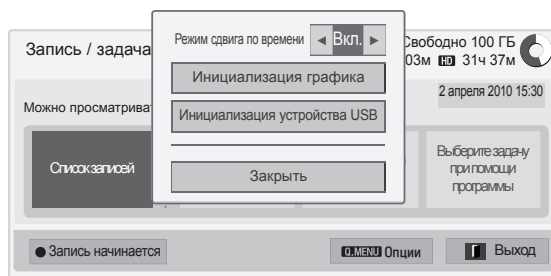 Запись / задача
Режим сдвига по времени ◄ Вкл. ►
Свободно 100 ГБ
03м HD 31ч 37м
Инициализация графика
2 апреля 2010 15:30
Можно просматрива
Инициализация устройства USB
Список записей
Закрыть
Выберите задачу
при помощи
программы
● Запись начинается
Q.MENU Опции
Выход